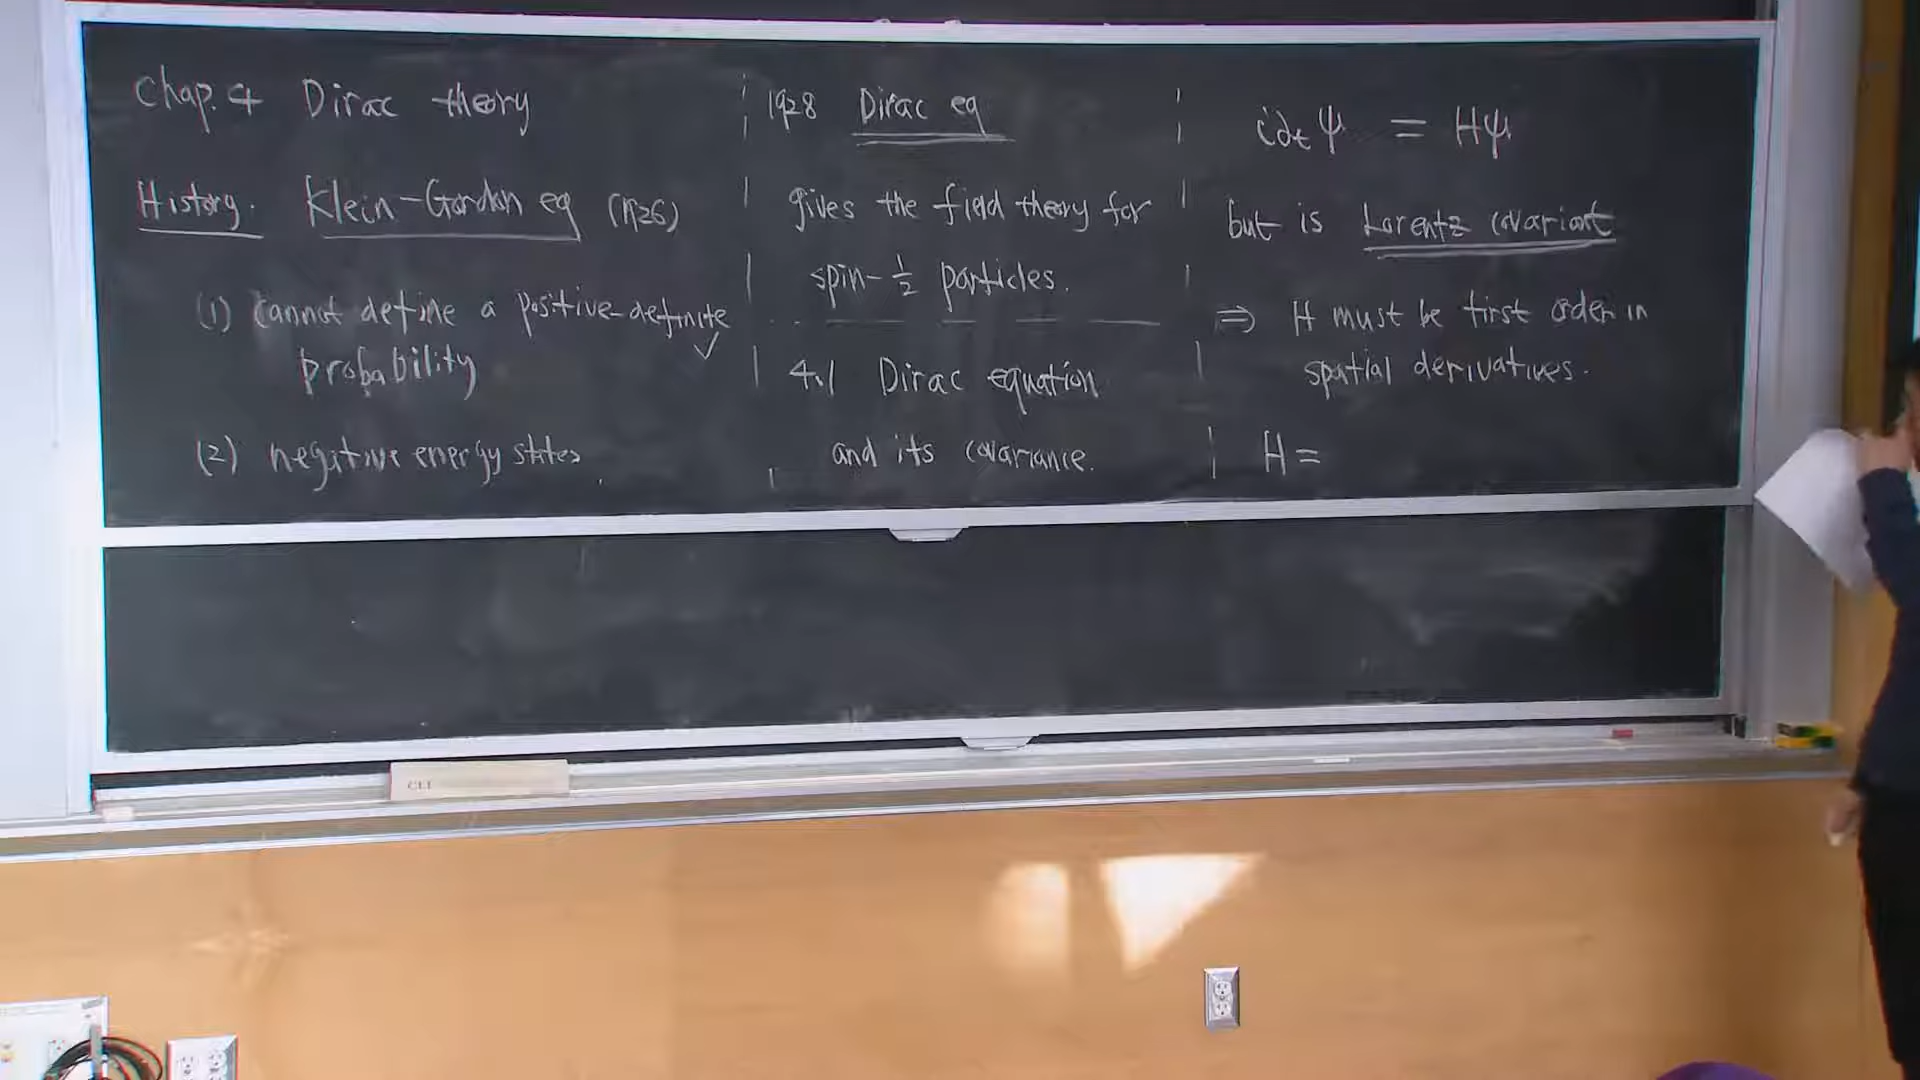 Chap. 4 Dirac theory
History. Klein-Gordon eq (1926)
(1) cannot define a positive-definite
probability
(2) negative energy states.
1928 Dirac eq
gives the field theory for
spin-½ particles.
4.1 Dirac equation
and its covariance.
i∂ₜψ = Hψ
but is Lorentz covariant
⇒ H must be first order in
spatial derivatives.
H =